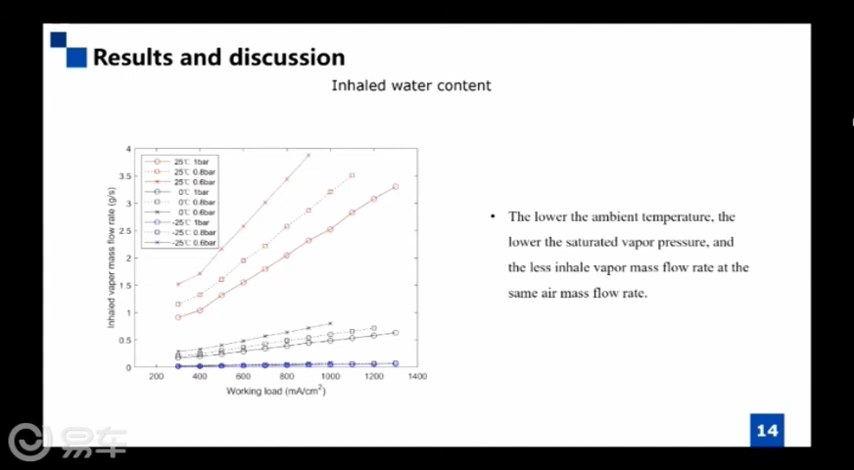 Results and discussion
Inhaled water content
Inhaled vapor mass flow rate (g/s)
4
3.5
3
2.5
2
1.5
1
0.5
0
25℃ 1bar
25℃ 0.8bar
25℃ 0.6bar
0℃ 1bar
0℃ 0.8bar
0℃ 0.6bar
-25℃ 1bar
-25℃ 0.8bar
-25℃ 0.6bar
200 400 600 800 1000 1200 1400
Working load (mA/cm²)
• The lower the ambient temperature, the
lower the saturated vapor pressure, and
the less inhale vapor mass flow rate at the
same air mass flow rate.
易车
14